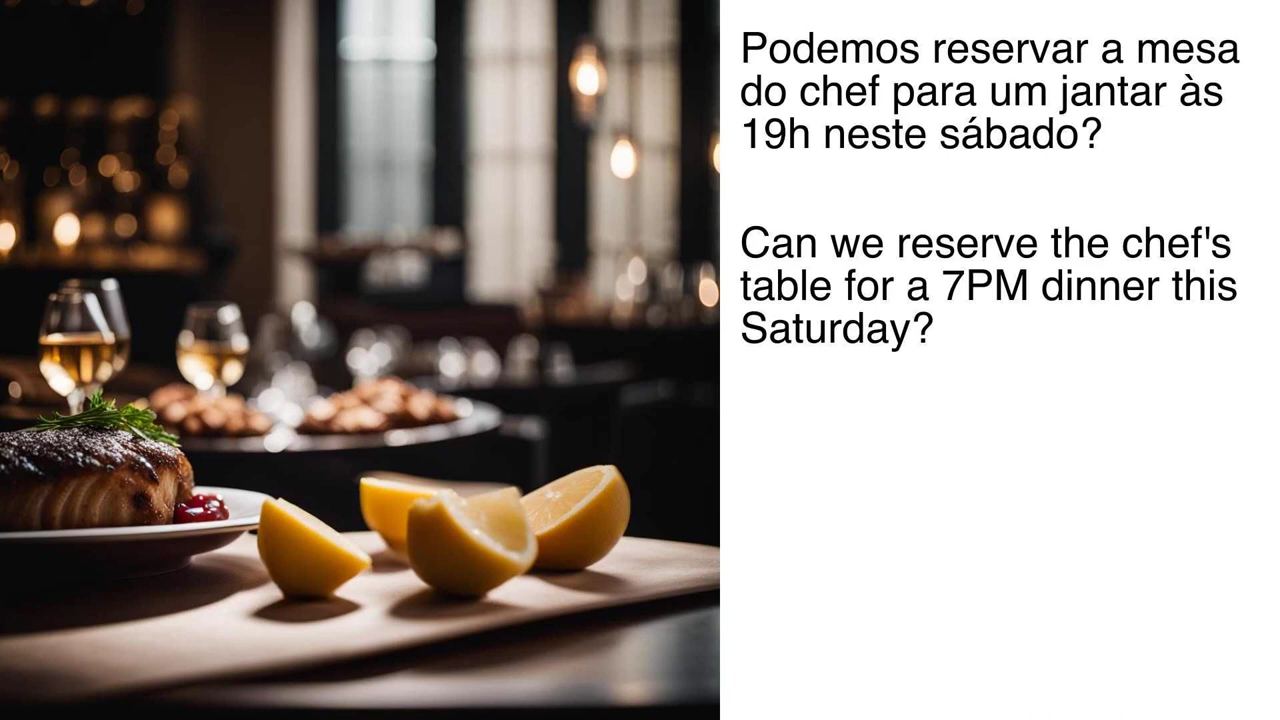 Podemos reservar a mesa
do chef para um jantar às
19h neste sábado?
Can we reserve the chef's
table for a 7PM dinner this
Saturday?